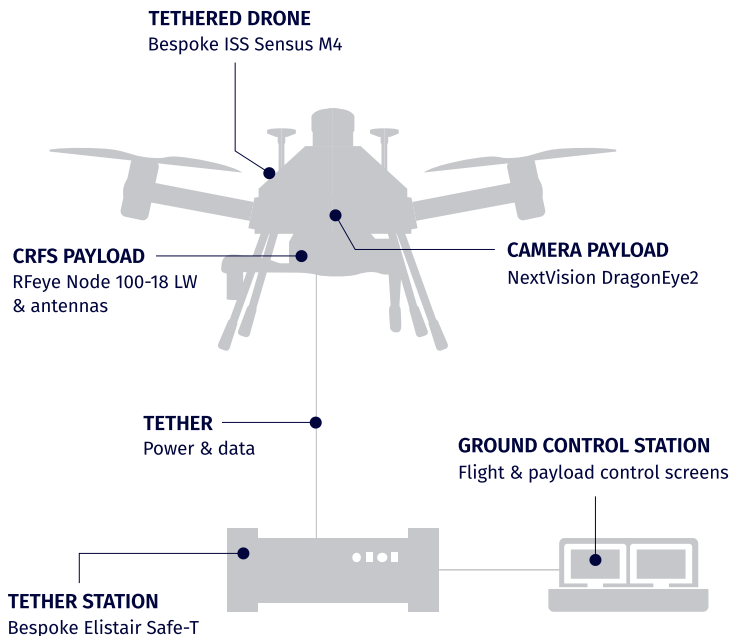 TETHERED DRONE
Bespoke ISS Sensus M4
CRFS PAYLOAD
RFeye Node 100-18 LW
& antennas
CAMERA PAYLOAD
NextVision DragonEye2
TETHER
Power & data
GROUND CONTROL STATION
Flight & payload control screens
TETHER STATION
Bespoke Elistair Safe-T